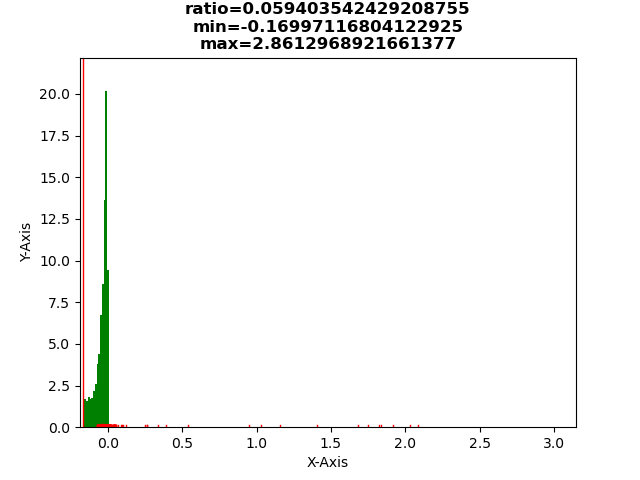 ratio=0.059403542429208755
min=-0.16997116804122925
max=2.8612968921661377
20.0
17.5
15.0
12.5
10.0
7.5
5.0
2.5
0.0
Y-Axis
0.0 0.5 1.0 1.5 2.0 2.5 3.0
X-Axis